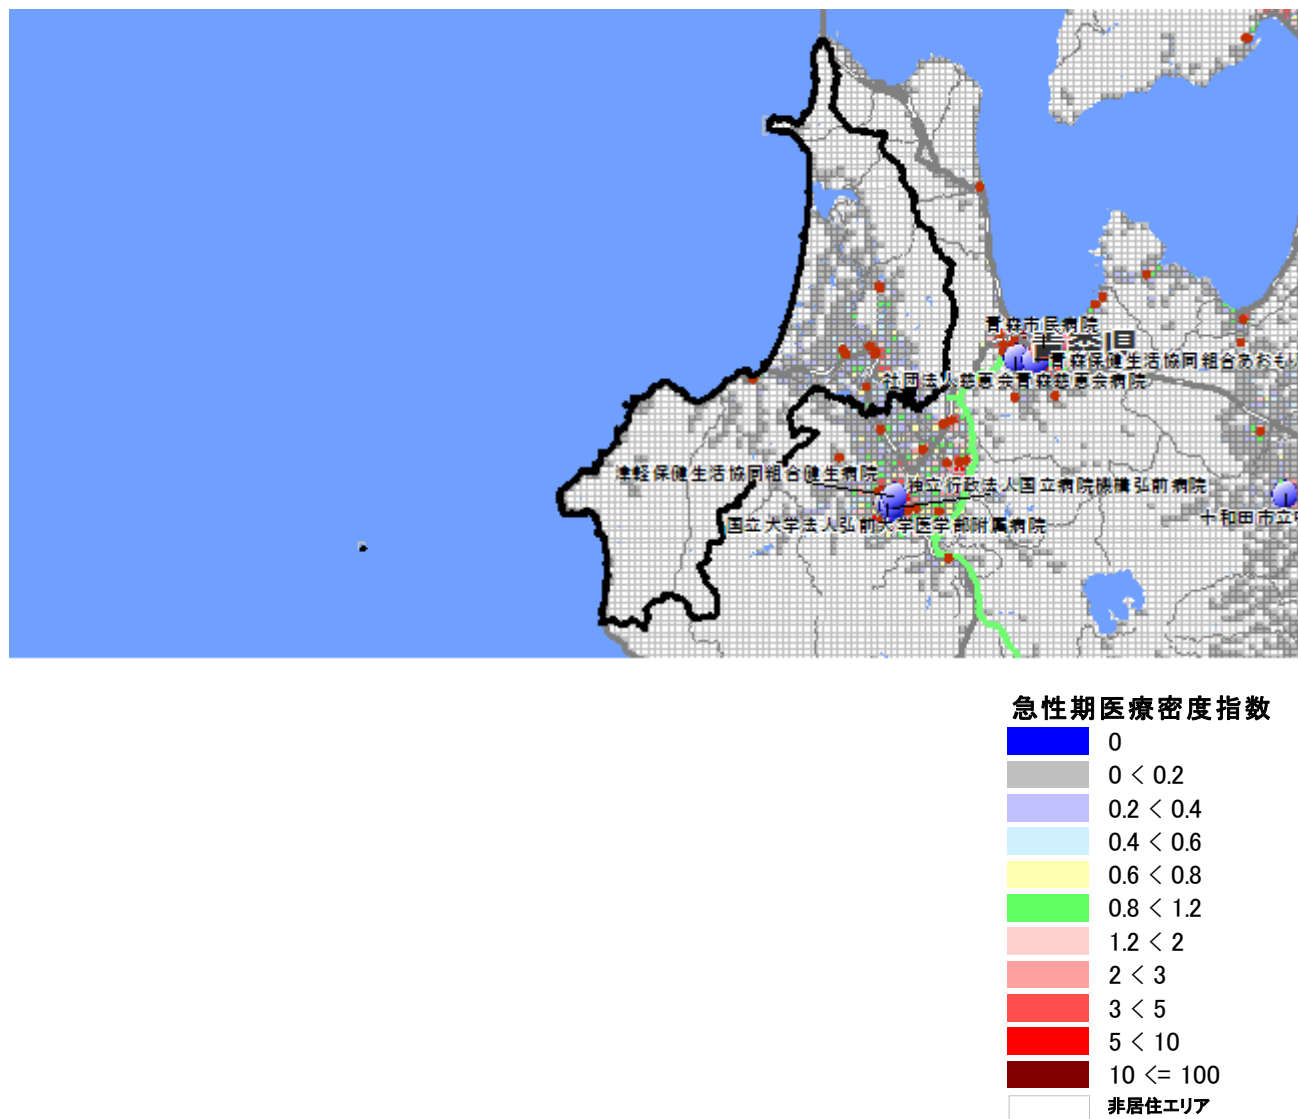 青森市民病院
青森県
青森保健生活協同組合あおもり
社団法人慈恵会青森慈恵会病院
津軽保健生活協同組合健生病院
独立行政法人国立病院機構弘前病院
十和田市立中
国立大学法人弘前大学医学部附属病院
急性期医療密度指数
0
0 < 0.2
0.2 < 0.4
0.4 < 0.6
0.6 < 0.8
0.8 < 1.2
1.2 < 2
2 < 3
3 < 5
5 < 10
10 <= 100
非居住エリア